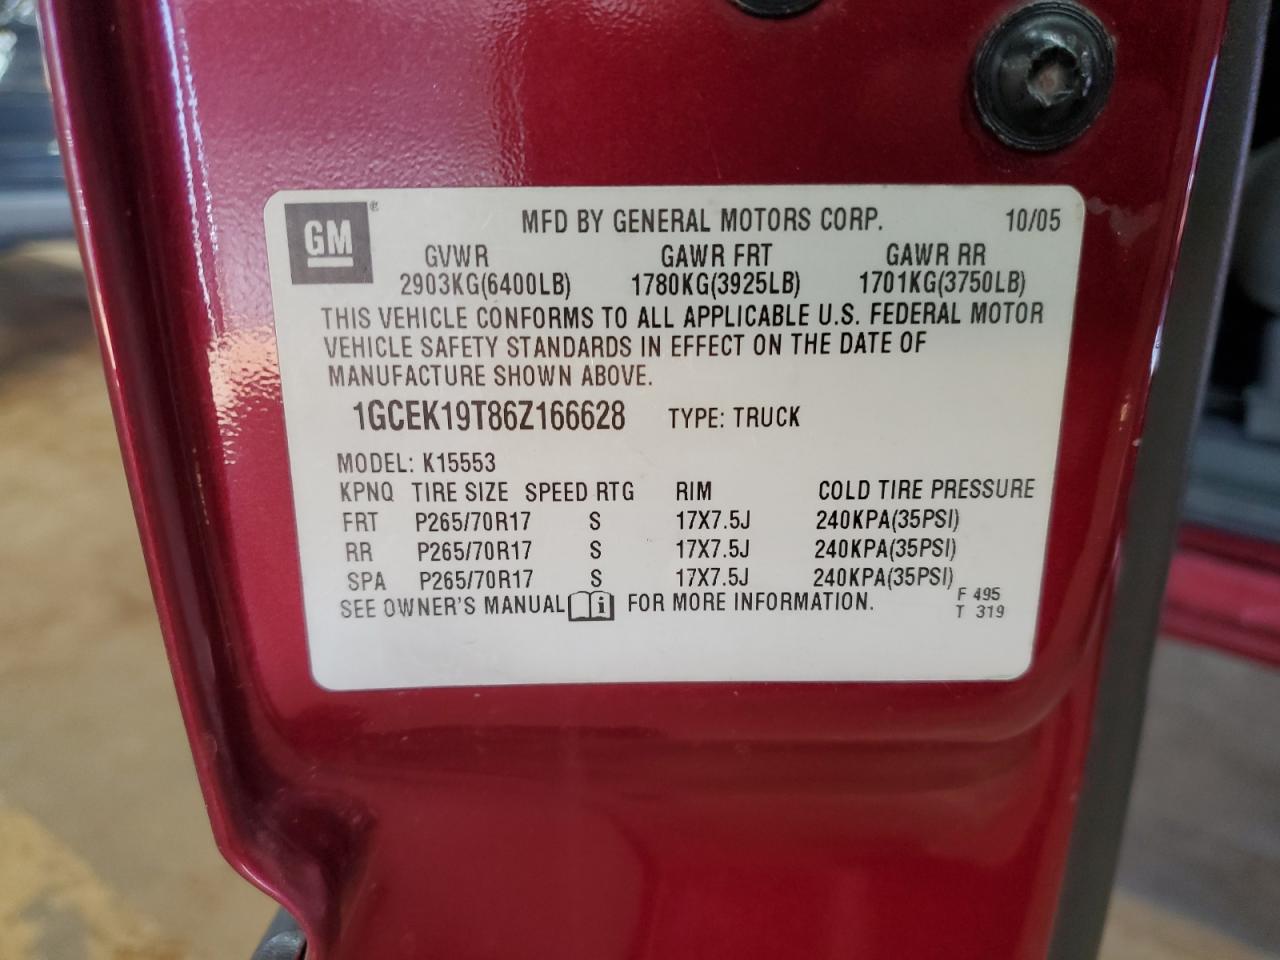 GM ® MFD BY GENERAL MOTORS CORP. 10/05
GVWR GAWR FRT GAWR RR
2903KG(6400LB) 1780KG(3925LB) 1701KG(3750LB)
THIS VEHICLE CONFORMS TO ALL APPLICABLE U.S. FEDERAL MOTOR
VEHICLE SAFETY STANDARDS IN EFFECT ON THE DATE OF
MANUFACTURE SHOWN ABOVE.
1GCEK19T86Z166628 TYPE: TRUCK
MODEL: K15553
KPNQ TIRE SIZE SPEED RTG RIM COLD TIRE PRESSURE
FRT P265/70R17 S 17X7.5J 240KPA(35PSI)
RR P265/70R17 S 17X7.5J 240KPA(35PSI)
SPA P265/70R17 S 17X7.5J 240KPA(35PSI)
SEE OWNER'S MANUAL i FOR MORE INFORMATION.
F 495
T 319